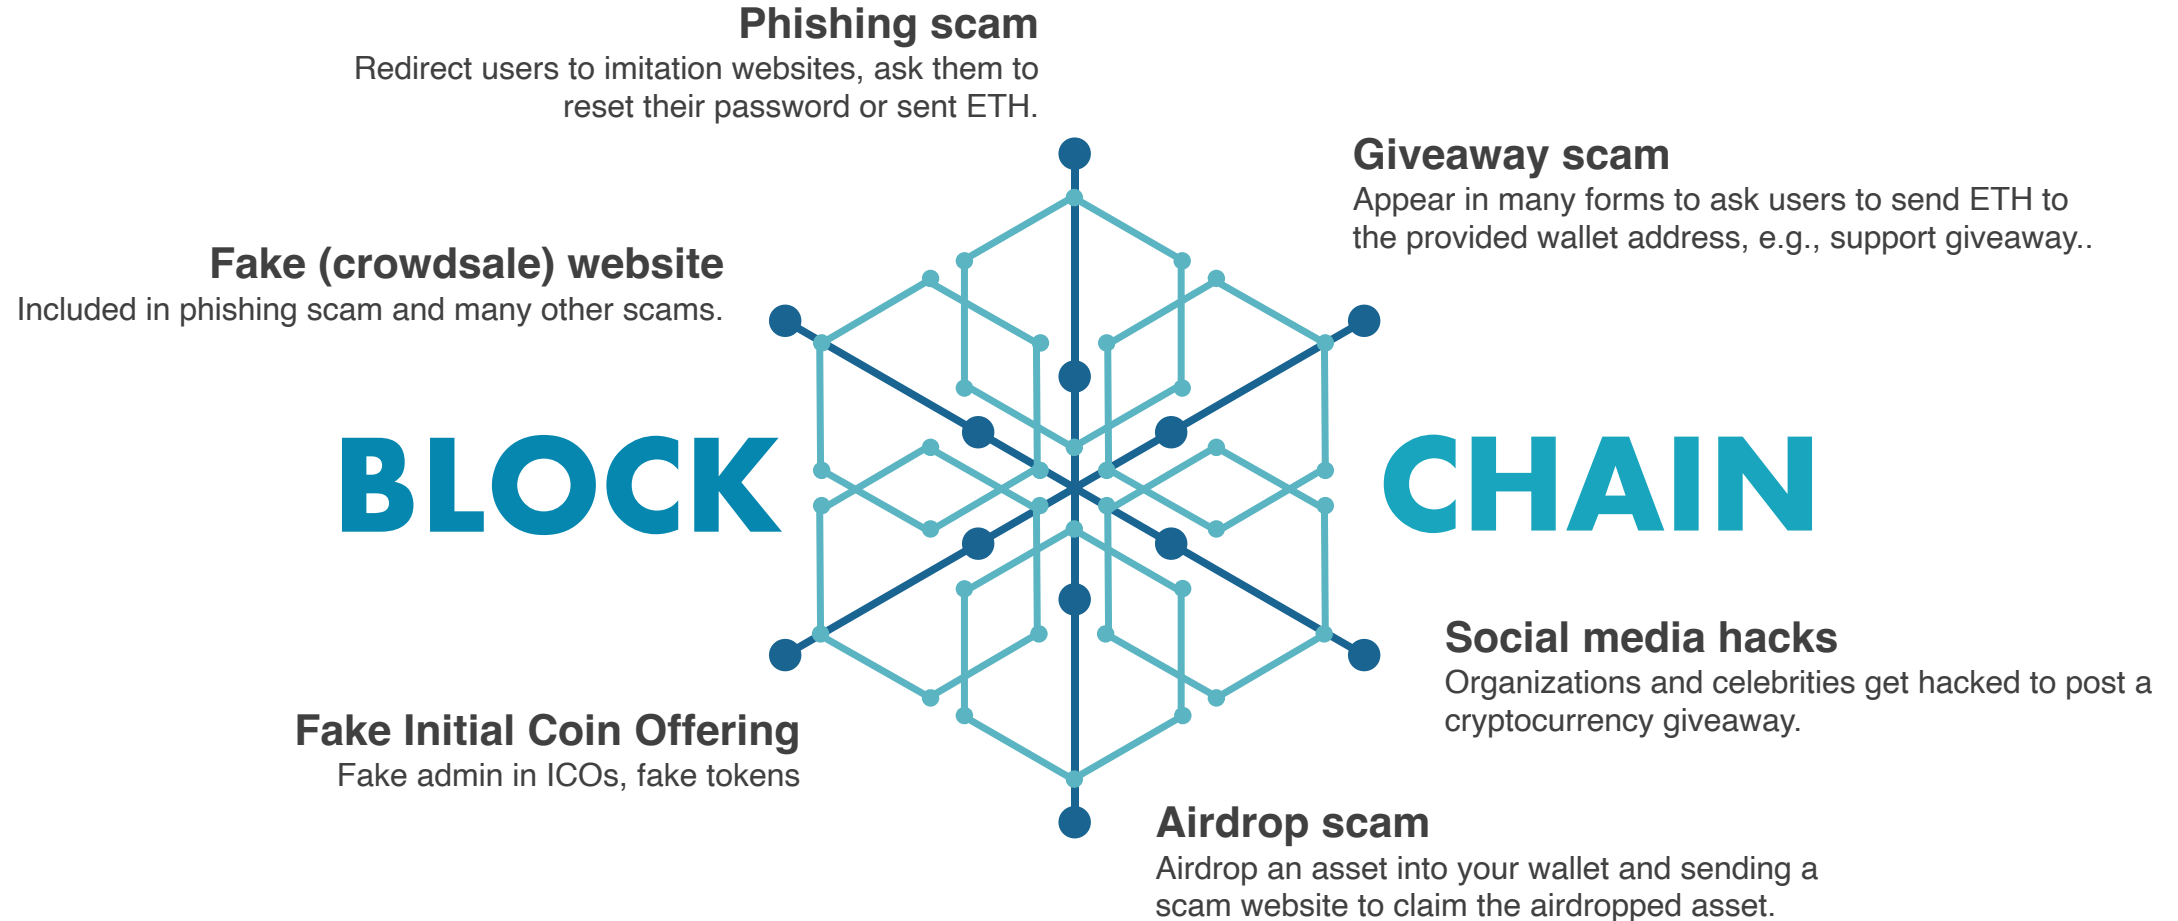 Phishing scam
Redirect users to imitation websites, ask them to
reset their password or sent ETH.
Giveaway scam
Appear in many forms to ask users to send ETH to
the provided wallet address, e.g., support giveaway..
Fake (crowdsale) website
Included in phishing scam and many other scams.
BLOCK CHAIN
Social media hacks
Organizations and celebrities get hacked to post a
cryptocurrency giveaway.
Fake Initial Coin Offering
Fake admin in ICOs, fake tokens
Airdrop scam
Airdrop an asset into your wallet and sending a
scam website to claim the airdropped asset.